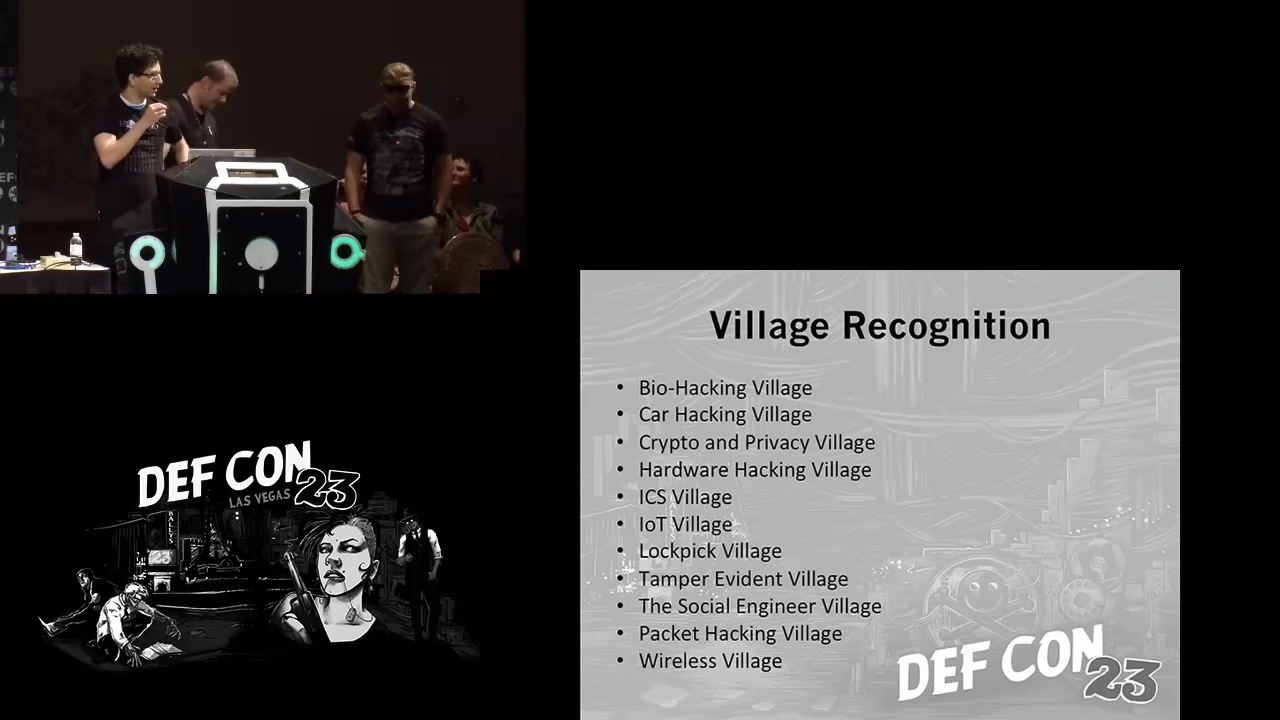 DEF CON 23
LAS VEGAS
BALLYS
Village Recognition
• Bio-Hacking Village
• Car Hacking Village
• Crypto and Privacy Village
• Hardware Hacking Village
• ICS Village
• IoT Village
• Lockpick Village
• Tamper Evident Village
• The Social Engineer Village
• Packet Hacking Village
• Wireless Village
DEF CON 23